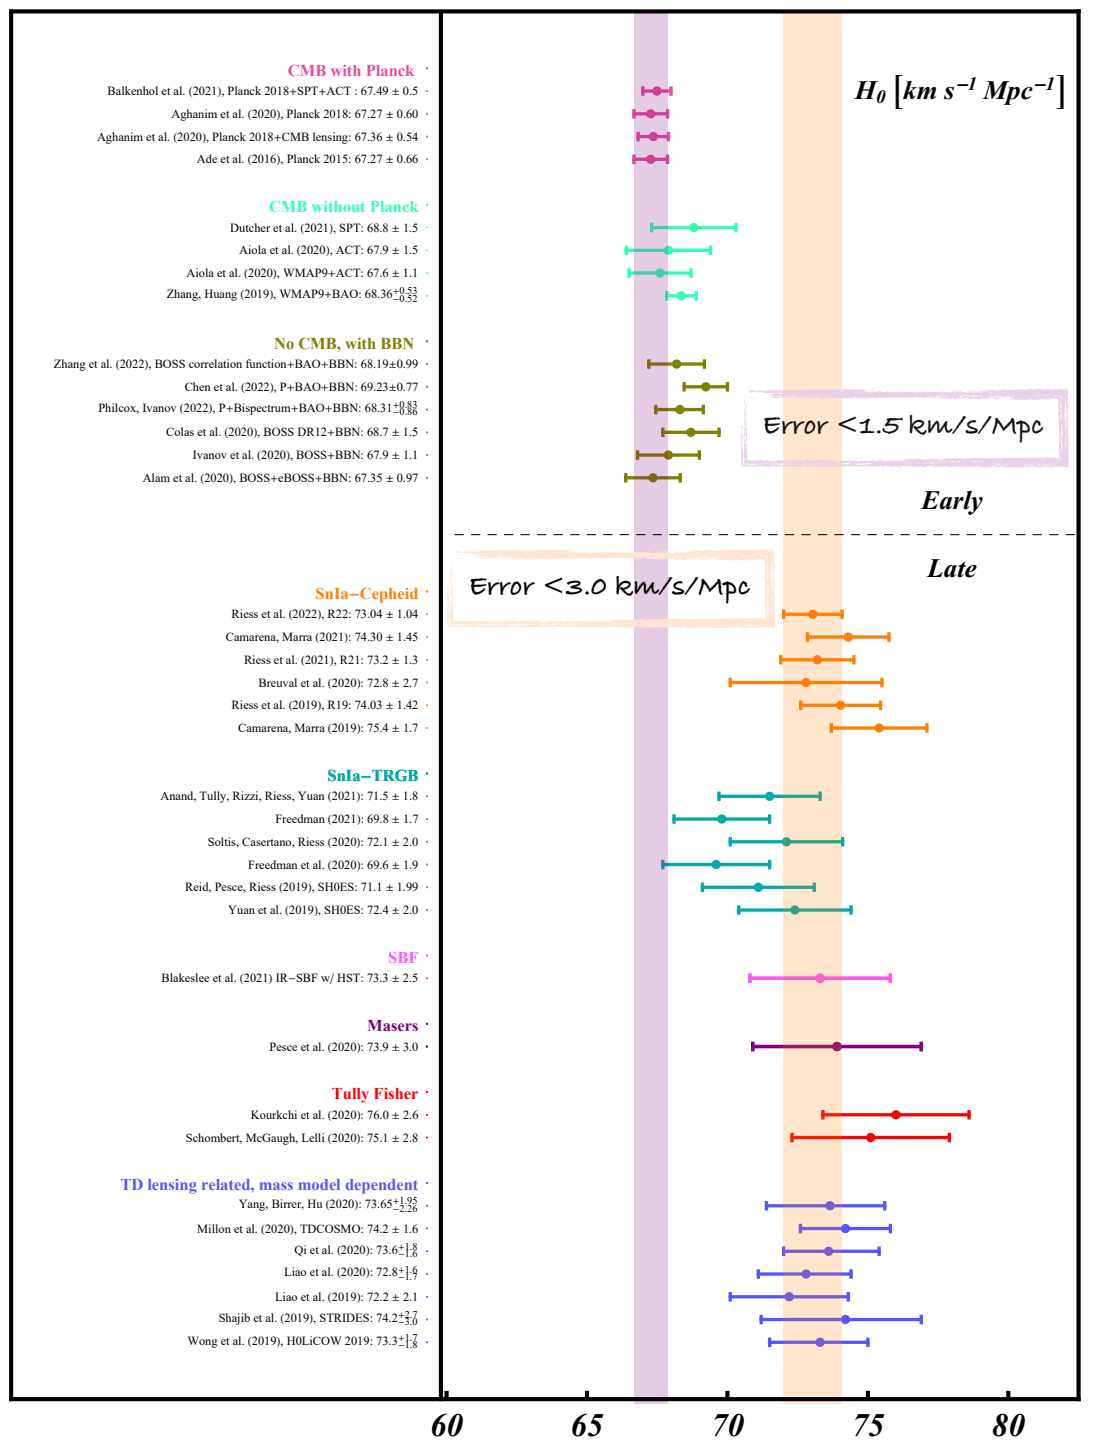 H₀ [km s⁻¹ Mpc⁻¹]
CMB with Planck
Balkenhol et al. (2021), Planck 2018+SPT+ACT : 67.49 ± 0.5
Aghanim et al. (2020), Planck 2018: 67.27 ± 0.60
Aghanim et al. (2020), Planck 2018+CMB lensing: 67.36 ± 0.54
Ade et al. (2016), Planck 2015: 67.27 ± 0.66
CMB without Planck
Dutcher et al. (2021), SPT: 68.8 ± 1.5
Aiola et al. (2020), ACT: 67.9 ± 1.5
Aiola et al. (2020), WMAP9+ACT: 67.6 ± 1.1
Zhang, Huang (2019), WMAP9+BAO: 68.36+0.53−0.52
No CMB, with BBN
Zhang et al. (2022), BOSS correlation function+BAO+BBN: 68.19±0.99
Chen et al. (2022), P+BAO+BBN: 69.23±0.77
Philcox, Ivanov (2022), P+Bispectrum+BAO+BBN: 68.31+0.83−0.86
Colas et al. (2020), BOSS DR12+BBN: 68.7 ± 1.5
Ivanov et al. (2020), BOSS+BBN: 67.9 ± 1.1
Alam et al. (2020), BOSS+eBOSS+BBN: 67.35 ± 0.97
Error <1.5 km/s/Mpc
Early
Late
Error <3.0 km/s/Mpc
SnIa−Cepheid
Riess et al. (2022), R22: 73.04 ± 1.04
Camarena, Marra (2021): 74.30 ± 1.45
Riess et al. (2021), R21: 73.2 ± 1.3
Breuval et al. (2020): 72.8 ± 2.7
Riess et al. (2019), R19: 74.03 ± 1.42
Camarena, Marra (2019): 75.4 ± 1.7
SnIa−TRGB
Anand, Tully, Rizzi, Riess, Yuan (2021): 71.5 ± 1.8
Freedman (2021): 69.8 ± 1.7
Soltis, Casertano, Riess (2020): 72.1 ± 2.0
Freedman et al. (2020): 69.6 ± 1.9
Reid, Pesce, Riess (2019), SH0ES: 71.1 ± 1.99
Yuan et al. (2019), SH0ES: 72.4 ± 2.0
SBF
Blakeslee et al. (2021) IR−SBF w/ HST: 73.3 ± 2.5
Masers
Pesce et al. (2020): 73.9 ± 3.0
Tully Fisher
Kourkchi et al. (2020): 76.0 ± 2.6
Schombert, McGaugh, Lelli (2020): 75.1 ± 2.8
TD lensing related, mass model dependent
Yang, Birrer, Hu (2020): 73.65+1.95−2.26
Millon et al. (2020), TDCOSMO: 74.2 ± 1.6
Qi et al. (2020): 73.6+1.8−1.6
Liao et al. (2020): 72.8+1.6−1.7
Liao et al. (2019): 72.2 ± 2.1
Shajib et al. (2019), STRIDES: 74.2+2.7−3.0
Wong et al. (2019), H0LiCOW 2019: 73.3+1.7−1.8
60 65 70 75 80